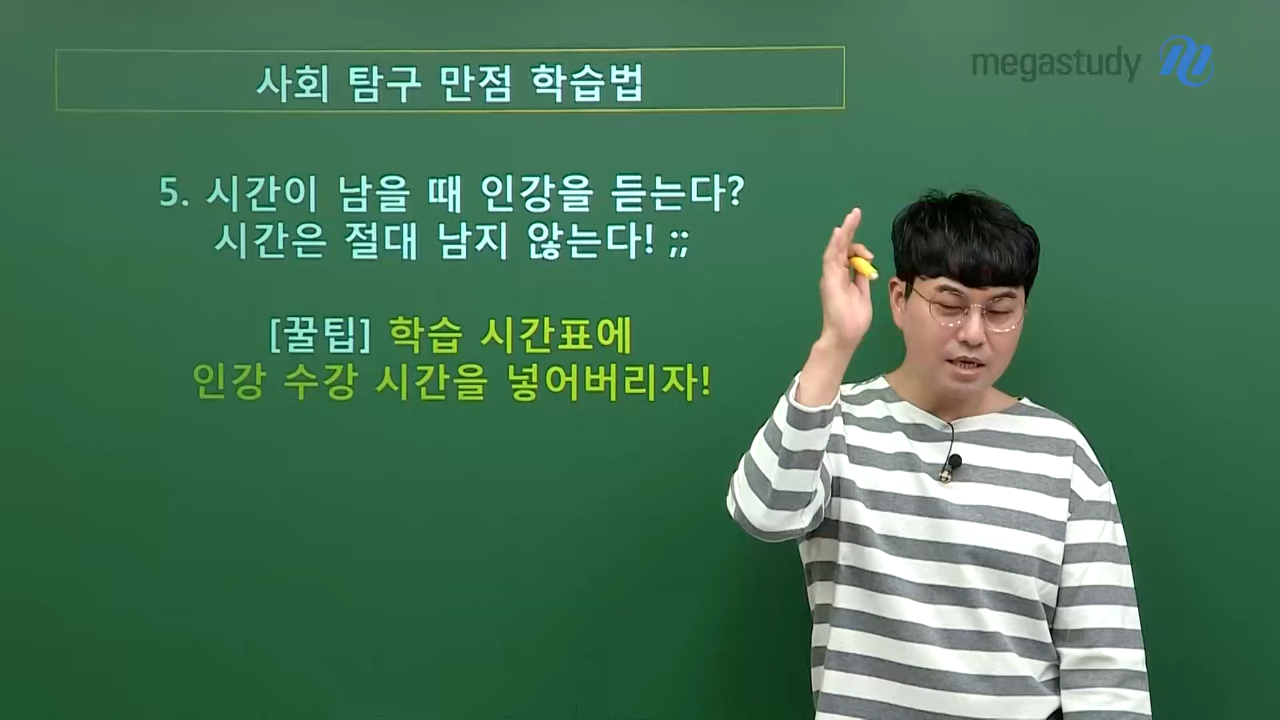 사회 탐구 만점 학습법
megastudy
5. 시간이 남을 때 인강을 듣는다?
시간은 절대 남지 않는다! ;;
[꿀팁] 학습 시간표에
인강 수강 시간을 넣어버리자!